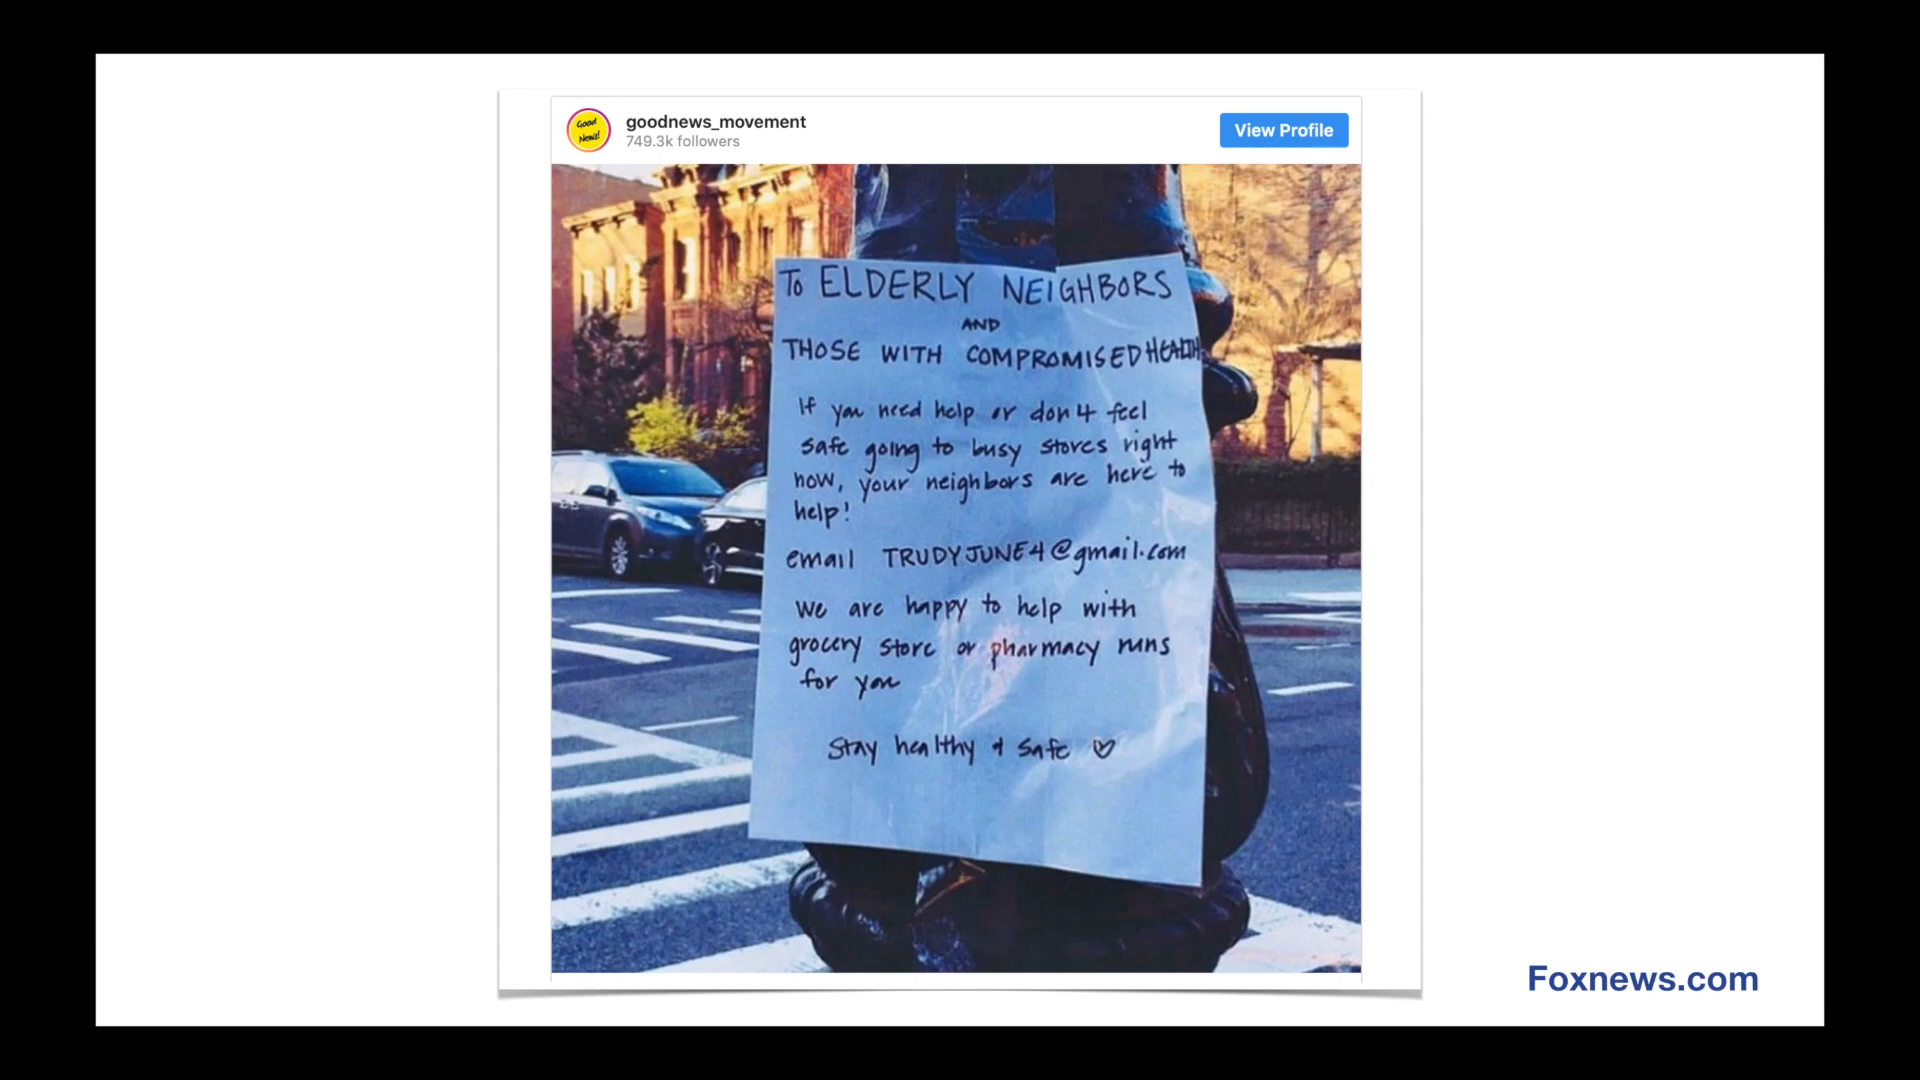 Good
News!
goodnews_movement
749.3k followers
View Profile
To ELDERLY NEIGHBORS
AND
THOSE WITH COMPROMISED HEALTH
If you need help or don't feel
safe going to busy stores right
now, your neighbors are here to
help!
email TRUDYJUNE4@gmail.com
We are happy to help with
grocery store or pharmacy runs
for you
Stay healthy & safe ♡
Foxnews.com